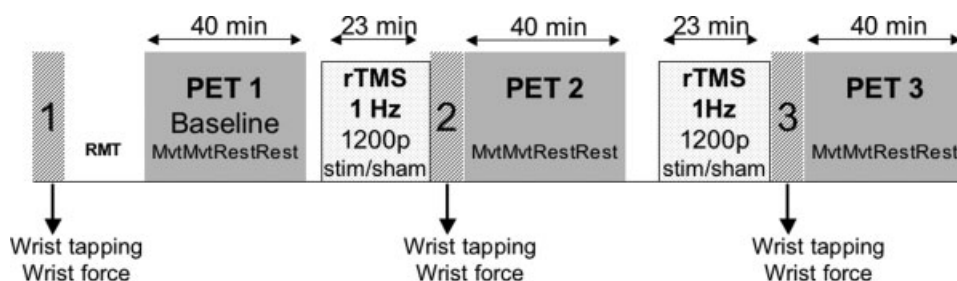 40 min
23 min
40 min
23 min
40 min
1
RMT
PET 1
Baseline
MvtMvtRestRest
rTMS
1 Hz
1200p
stim/sham
2
PET 2
MvtMvtRestRest
rTMS
1Hz
1200p
stim/sham
3
PET 3
MvtMvtRestRest
Wrist tapping
Wrist force
Wrist tapping
Wrist force
Wrist tapping
Wrist force